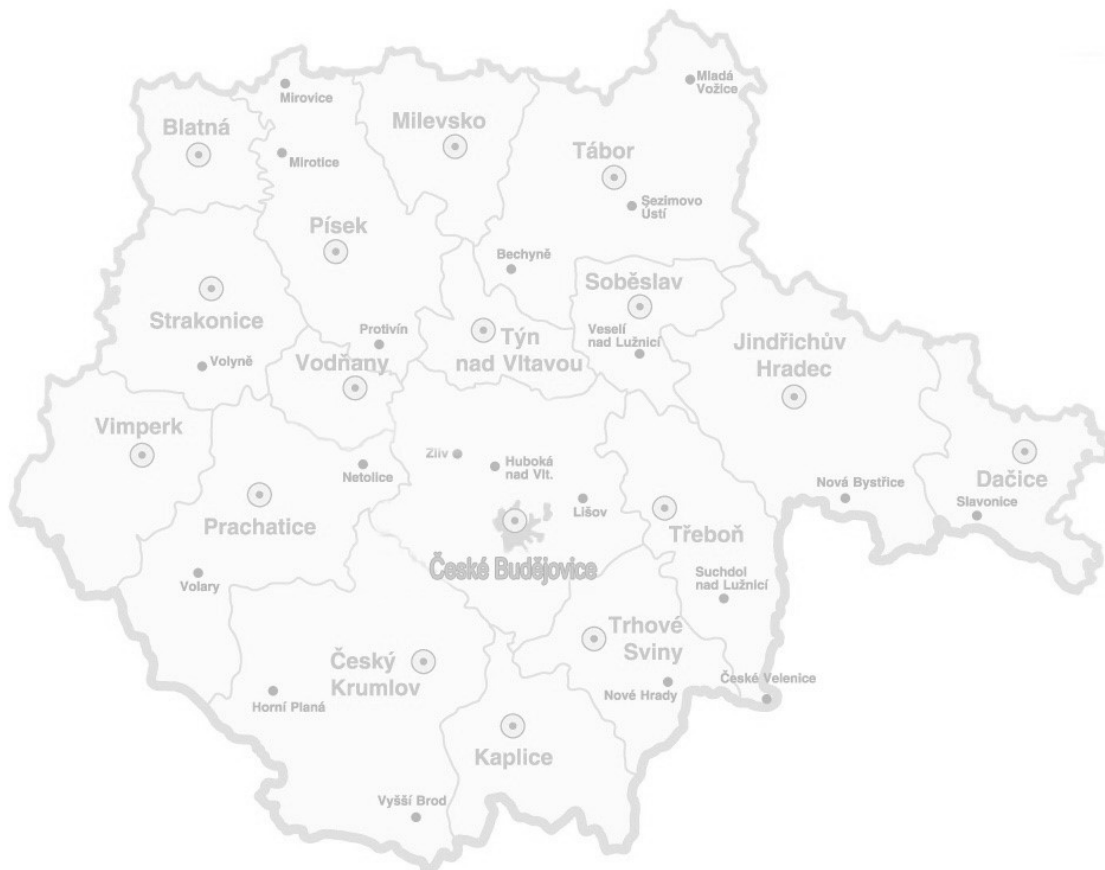 Mladá
Vožice
Mirovice
Blatná
Milevsko
Mirotice
Tábor
Sezimovo
Ústí
Písek
Bechyně
Soběslav
Strakonice
Protivín
Týn
nad Vltavou
Veselí
nad Lužnicí
Jindřichův
Hradec
Volyně
Vodňany
Vimperk
Zliv
Huboká
nad Vlt.
Netolice
Dačice
Nová Bystřice
Slavonice
Prachatice
Lišov
Třeboň
České Budějovice
Volary
Suchdol
nad Lužnicí
Trhové
Sviny
Český
Krumlov
České Velenice
Nové Hrady
Horní Planá
Kaplice
Vyšší Brod